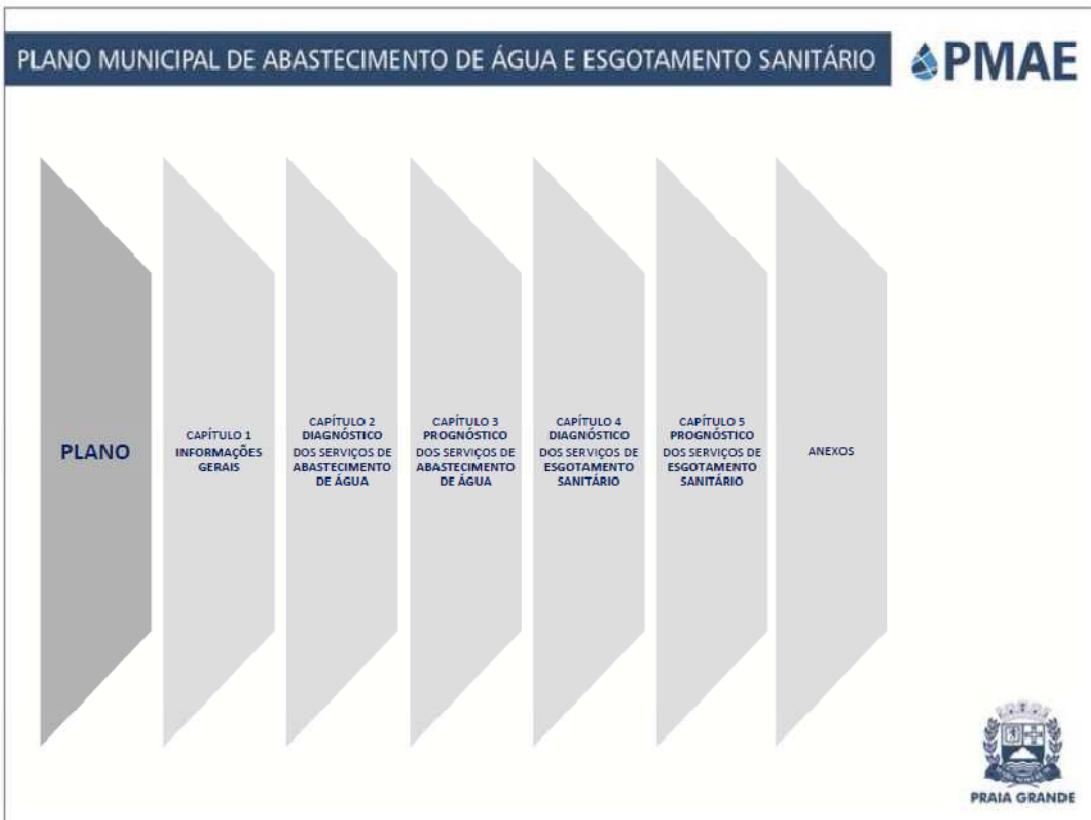 PLANO MUNICIPAL DE ABASTECIMENTO DE ÁGUA E ESGOTAMENTO SANITÁRIO
PMAE
PLANO
CAPÍTULO 1
INFORMAÇÕES
GERAIS
CAPÍTULO 2
DIAGNÓSTICO
DOS SERVIÇOS DE
ABASTECIMENTO
DE ÁGUA
CAPÍTULO 3
PROGNÓSTICO
DOS SERVIÇOS DE
ABASTECIMENTO
DE ÁGUA
CAPÍTULO 4
DIAGNÓSTICO
DOS SERVIÇOS DE
ESGOTAMENTO
SANITÁRIO
CAPÍTULO 5
PROGNÓSTICO
DOS SERVIÇOS DE
ESGOTAMENTO
SANITÁRIO
ANEXOS
PRAIA GRANDE